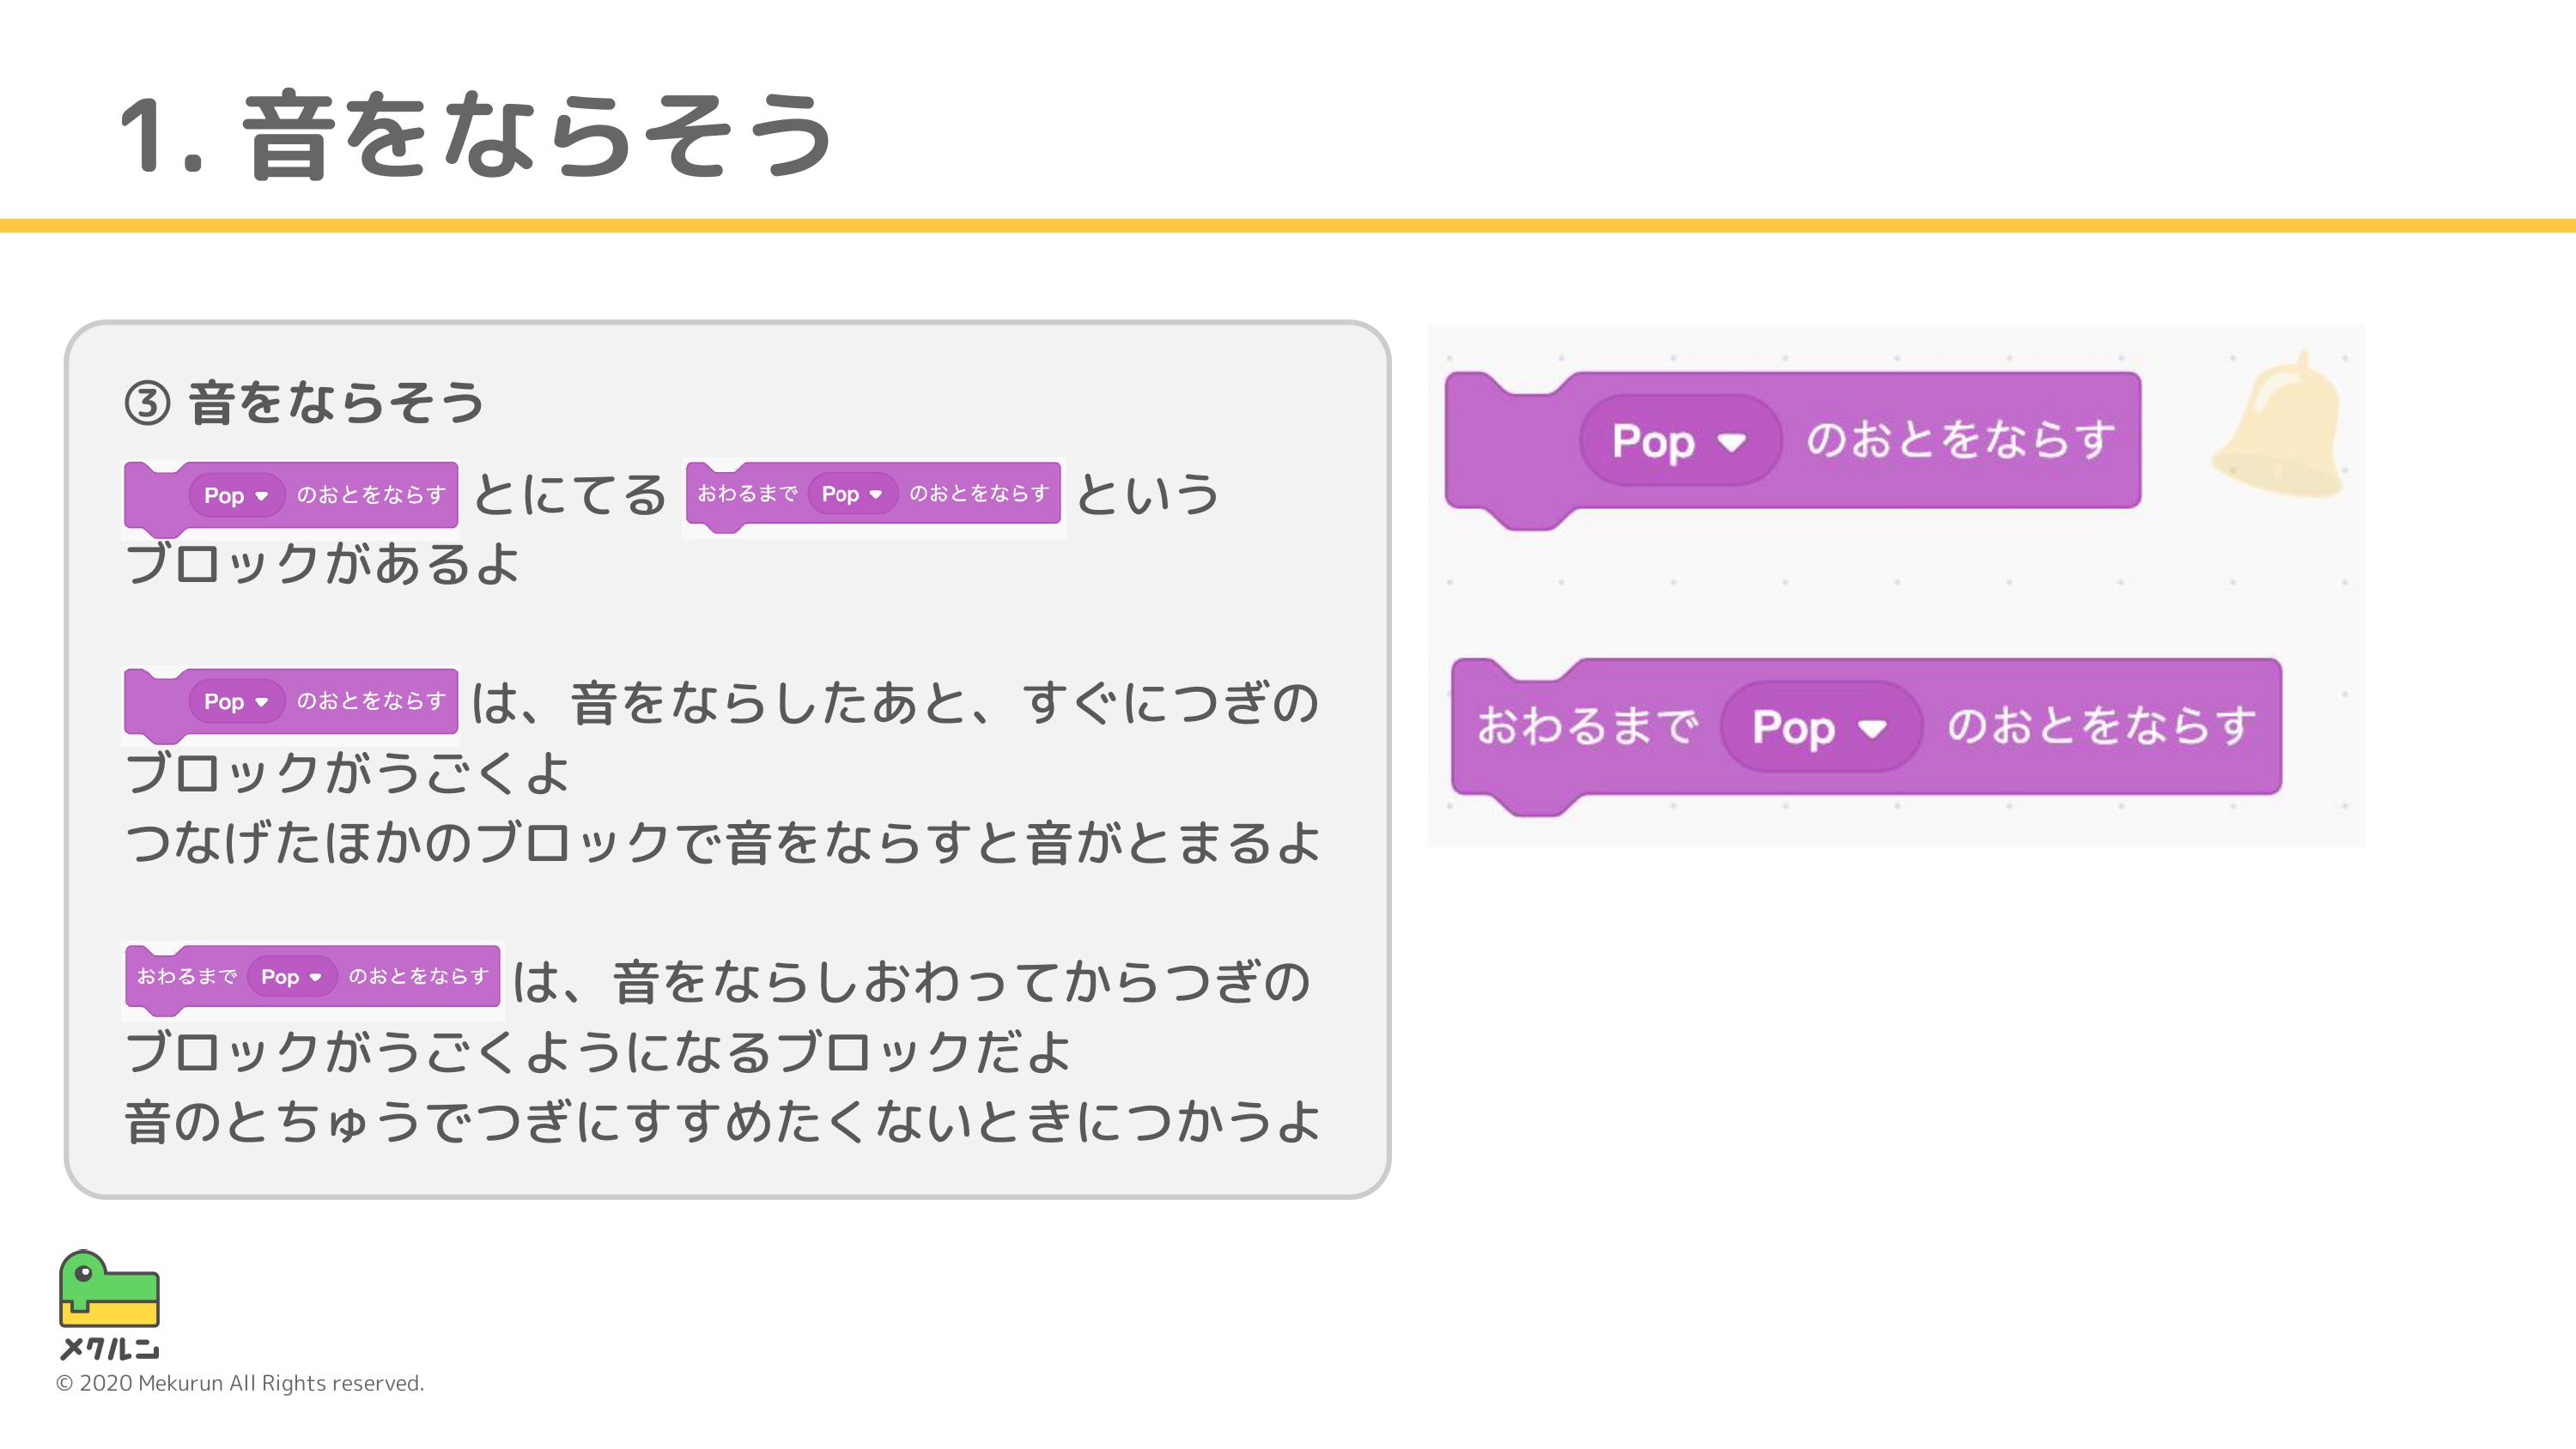 1. 音をならそう
③ 音をならそう
Pop のおとをならす とにてる おわるまで Pop のおとをならす という
ブロックがあるよ
Pop のおとをならす は、音をならしたあと、すぐにつぎの
ブロックがうごくよ
つなげたほかのブロックで音をならすと音がとまるよ
おわるまで Pop のおとをならす は、音をならしおわってからつぎの
ブロックがうごくようになるブロックだよ
音のとちゅうでつぎにすすめたくないときにつかうよ
Pop のおとをならす
おわるまで Pop のおとをならす
メクルン
© 2020 Mekurun All Rights reserved.